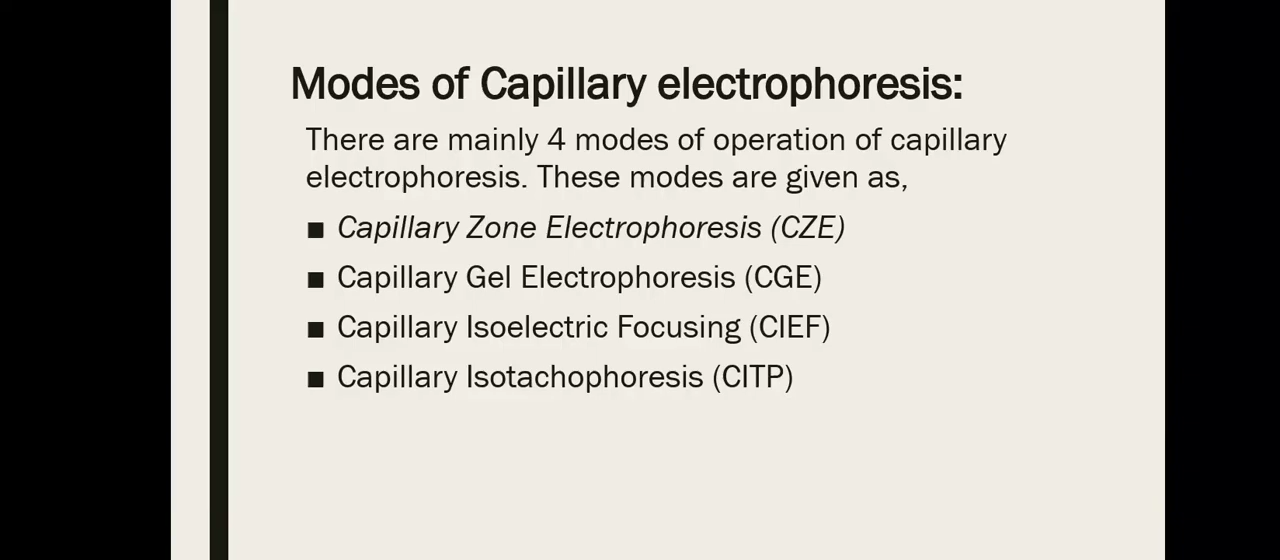 Modes of Capillary electrophoresis:
There are mainly 4 modes of operation of capillary
electrophoresis. These modes are given as,
■ Capillary Zone Electrophoresis (CZE)
■ Capillary Gel Electrophoresis (CGE)
■ Capillary Isoelectric Focusing (CIEF)
■ Capillary Isotachophoresis (CITP)